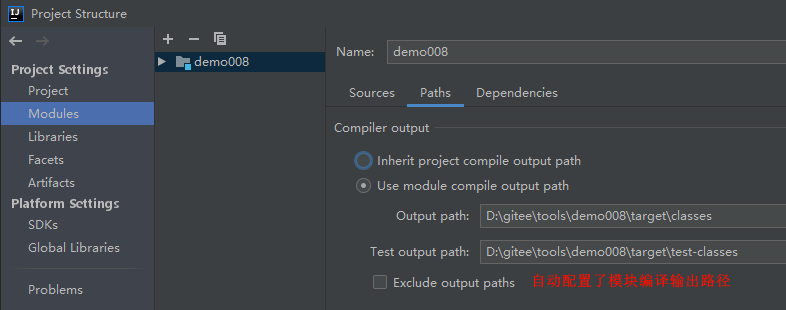 Project Structure
Project Settings
Project
Modules
Libraries
Facets
Artifacts
Platform Settings
SDKs
Global Libraries
Problems
demo008
Name: demo008
Sources Paths Dependencies
Compiler output
Inherit project compile output path
Use module compile output path
Output path: D:\gitee\tools\demo008\target\classes
Test output path: D:\gitee\tools\demo008\target\test-classes
Exclude output paths 自动配置了模块编译输出路径